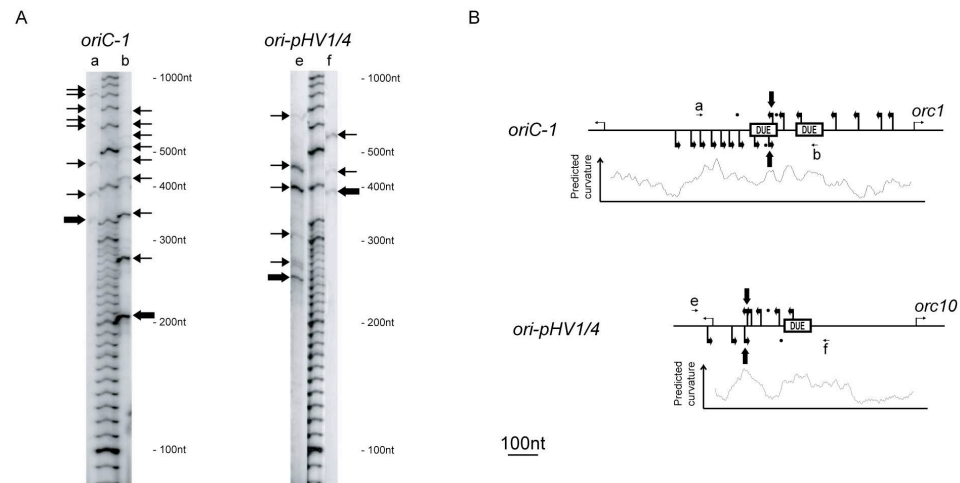 A
oriC-1
a b
- 1000nt
- 500nt
- 400nt
- 300nt
- 200nt
- 100nt
ori-pHV1/4
e f
- 1000nt
- 500nt
- 400nt
- 300nt
- 200nt
- 100nt
B
a
orc1
oriC-1
DUE DUE
b
Predicted
curvature
e
orc10
ori-pHV1/4
DUE
f
Predicted
curvature
100nt